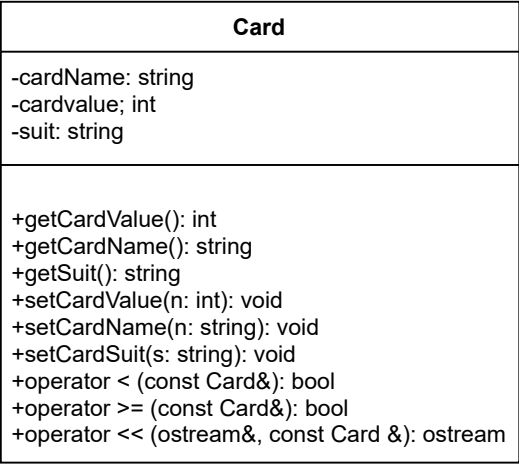 Card
-cardName: string
-cardvalue; int
-suit: string
+getCardValue(): int
+getCardName(): string
+getSuit(): string
+setCardValue(n: int): void
+setCardName(n: string): void
+setCardSuit(s: string): void
+operator < (const Card&): bool
+operator >= (const Card&): bool
+operator << (ostream&, const Card &): ostream